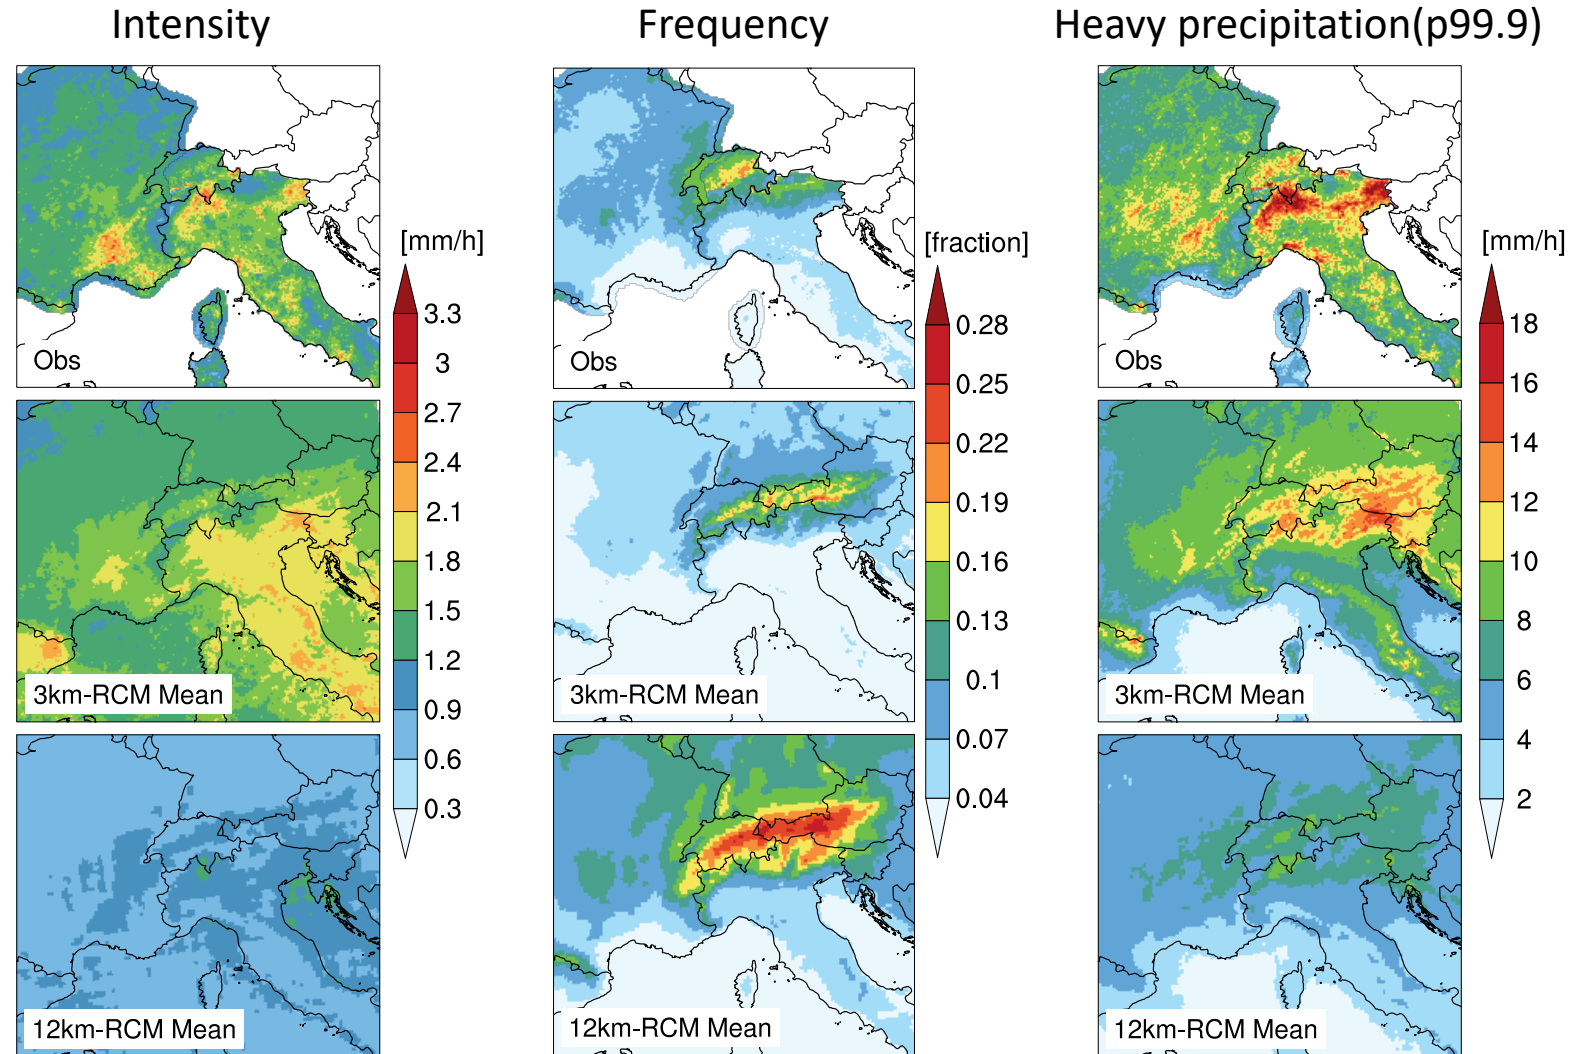 Intensity
Frequency
Heavy precipitation(p99.9)
Obs
[mm/h]
3.3
3
2.7
2.4
2.1
1.8
1.5
1.2
0.9
0.6
0.3
3km-RCM Mean
12km-RCM Mean
Obs
[fraction]
0.28
0.25
0.22
0.19
0.16
0.13
0.1
0.07
0.04
3km-RCM Mean
12km-RCM Mean
Obs
[mm/h]
18
16
14
12
10
8
6
4
2
3km-RCM Mean
12km-RCM Mean